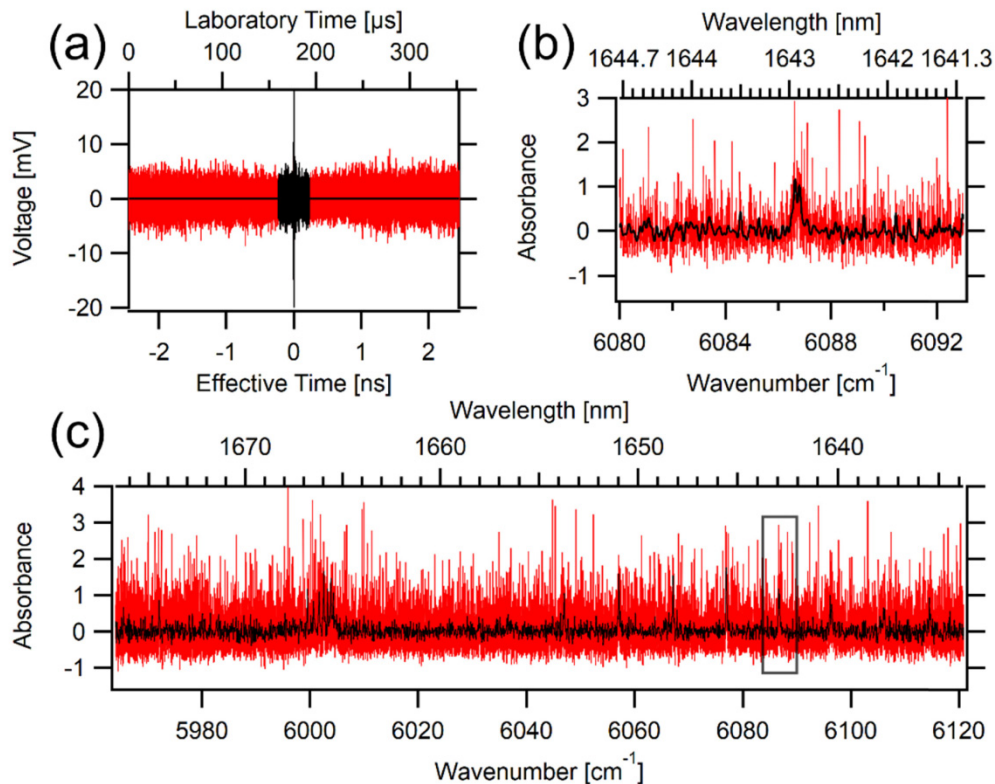 (a)
Laboratory Time [µs]
0 100 200 300
Voltage [mV]
20
10
0
-10
-20
-2 -1 0 1 2
Effective Time [ns]
(b)
Wavelength [nm]
1644.7 1644 1643 1642 1641.3
Absorbance
3
2
1
0
-1
6080 6084 6088 6092
Wavenumber [cm⁻¹]
(c)
Wavelength [nm]
1670 1660 1650 1640
Absorbance
4
3
2
1
0
-1
5980 6000 6020 6040 6060 6080 6100 6120
Wavenumber [cm⁻¹]